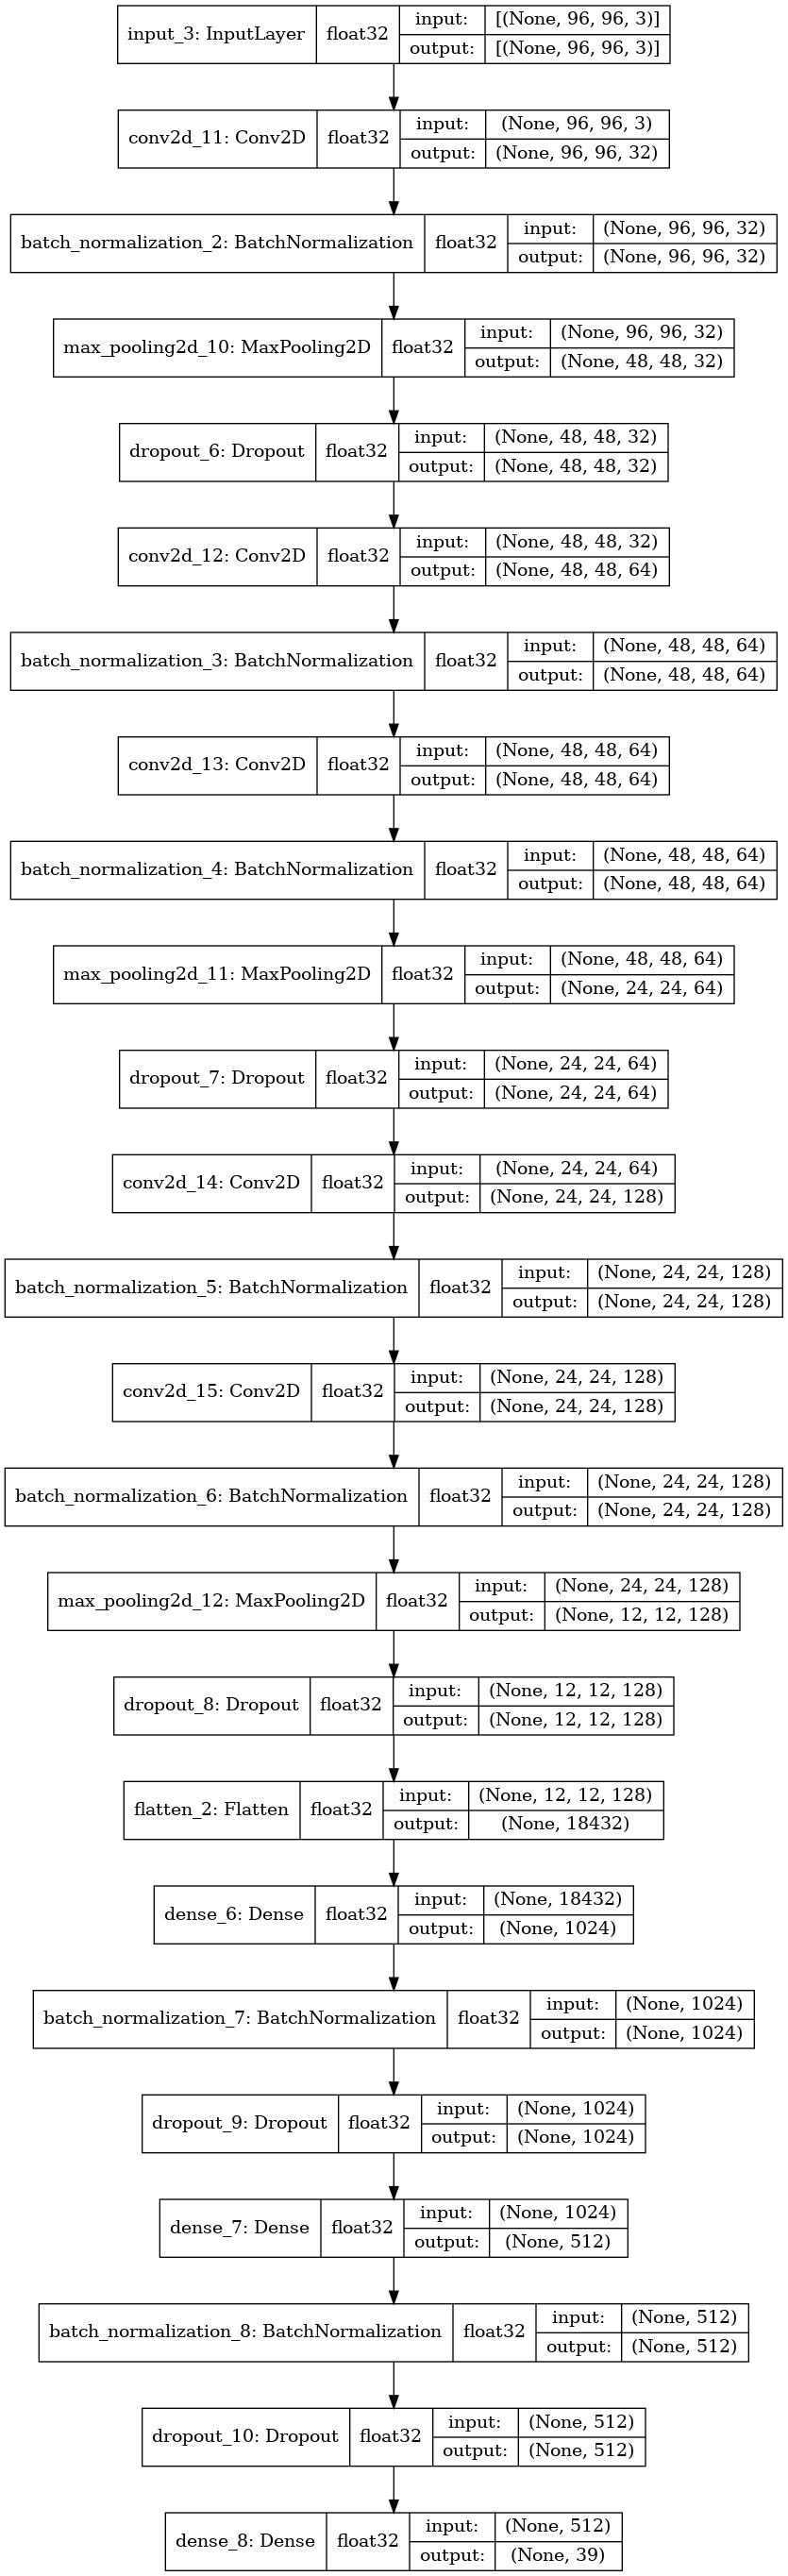 input_3: InputLayer float32 input: [(None, 96, 96, 3)]
output: [(None, 96, 96, 3)]
conv2d_11: Conv2D float32 input: (None, 96, 96, 3)
output: (None, 96, 96, 32)
batch_normalization_2: BatchNormalization float32 input: (None, 96, 96, 32)
output: (None, 96, 96, 32)
max_pooling2d_10: MaxPooling2D float32 input: (None, 96, 96, 32)
output: (None, 48, 48, 32)
dropout_6: Dropout float32 input: (None, 48, 48, 32)
output: (None, 48, 48, 32)
conv2d_12: Conv2D float32 input: (None, 48, 48, 32)
output: (None, 48, 48, 64)
batch_normalization_3: BatchNormalization float32 input: (None, 48, 48, 64)
output: (None, 48, 48, 64)
conv2d_13: Conv2D float32 input: (None, 48, 48, 64)
output: (None, 48, 48, 64)
batch_normalization_4: BatchNormalization float32 input: (None, 48, 48, 64)
output: (None, 48, 48, 64)
max_pooling2d_11: MaxPooling2D float32 input: (None, 48, 48, 64)
output: (None, 24, 24, 64)
dropout_7: Dropout float32 input: (None, 24, 24, 64)
output: (None, 24, 24, 64)
conv2d_14: Conv2D float32 input: (None, 24, 24, 64)
output: (None, 24, 24, 128)
batch_normalization_5: BatchNormalization float32 input: (None, 24, 24, 128)
output: (None, 24, 24, 128)
conv2d_15: Conv2D float32 input: (None, 24, 24, 128)
output: (None, 24, 24, 128)
batch_normalization_6: BatchNormalization float32 input: (None, 24, 24, 128)
output: (None, 24, 24, 128)
max_pooling2d_12: MaxPooling2D float32 input: (None, 24, 24, 128)
output: (None, 12, 12, 128)
dropout_8: Dropout float32 input: (None, 12, 12, 128)
output: (None, 12, 12, 128)
flatten_2: Flatten float32 input: (None, 12, 12, 128)
output: (None, 18432)
dense_6: Dense float32 input: (None, 18432)
output: (None, 1024)
batch_normalization_7: BatchNormalization float32 input: (None, 1024)
output: (None, 1024)
dropout_9: Dropout float32 input: (None, 1024)
output: (None, 1024)
dense_7: Dense float32 input: (None, 1024)
output: (None, 512)
batch_normalization_8: BatchNormalization float32 input: (None, 512)
output: (None, 512)
dropout_10: Dropout float32 input: (None, 512)
output: (None, 512)
dense_8: Dense float32 input: (None, 512)
output: (None, 39)